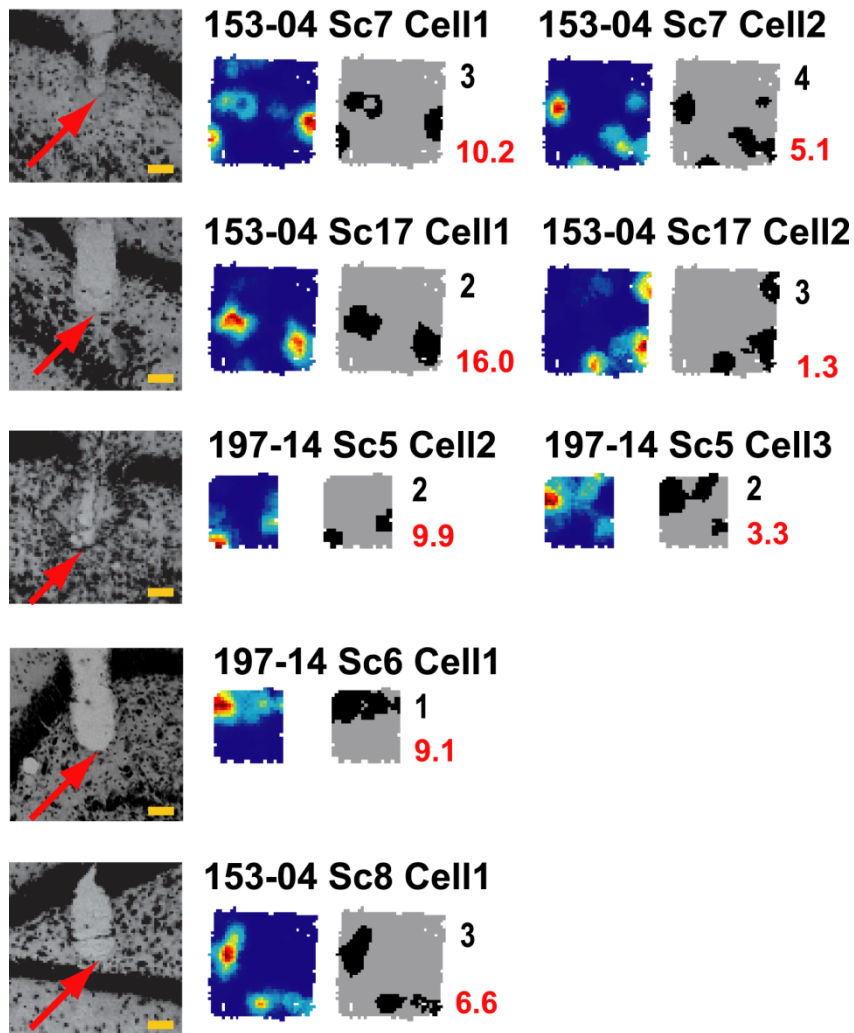 153-04 Sc7 Cell1
3
10.2
153-04 Sc7 Cell2
4
5.1
153-04 Sc17 Cell1
2
16.0
153-04 Sc17 Cell2
3
1.3
197-14 Sc5 Cell2
2
9.9
197-14 Sc5 Cell3
2
3.3
197-14 Sc6 Cell1
1
9.1
153-04 Sc8 Cell1
3
6.6